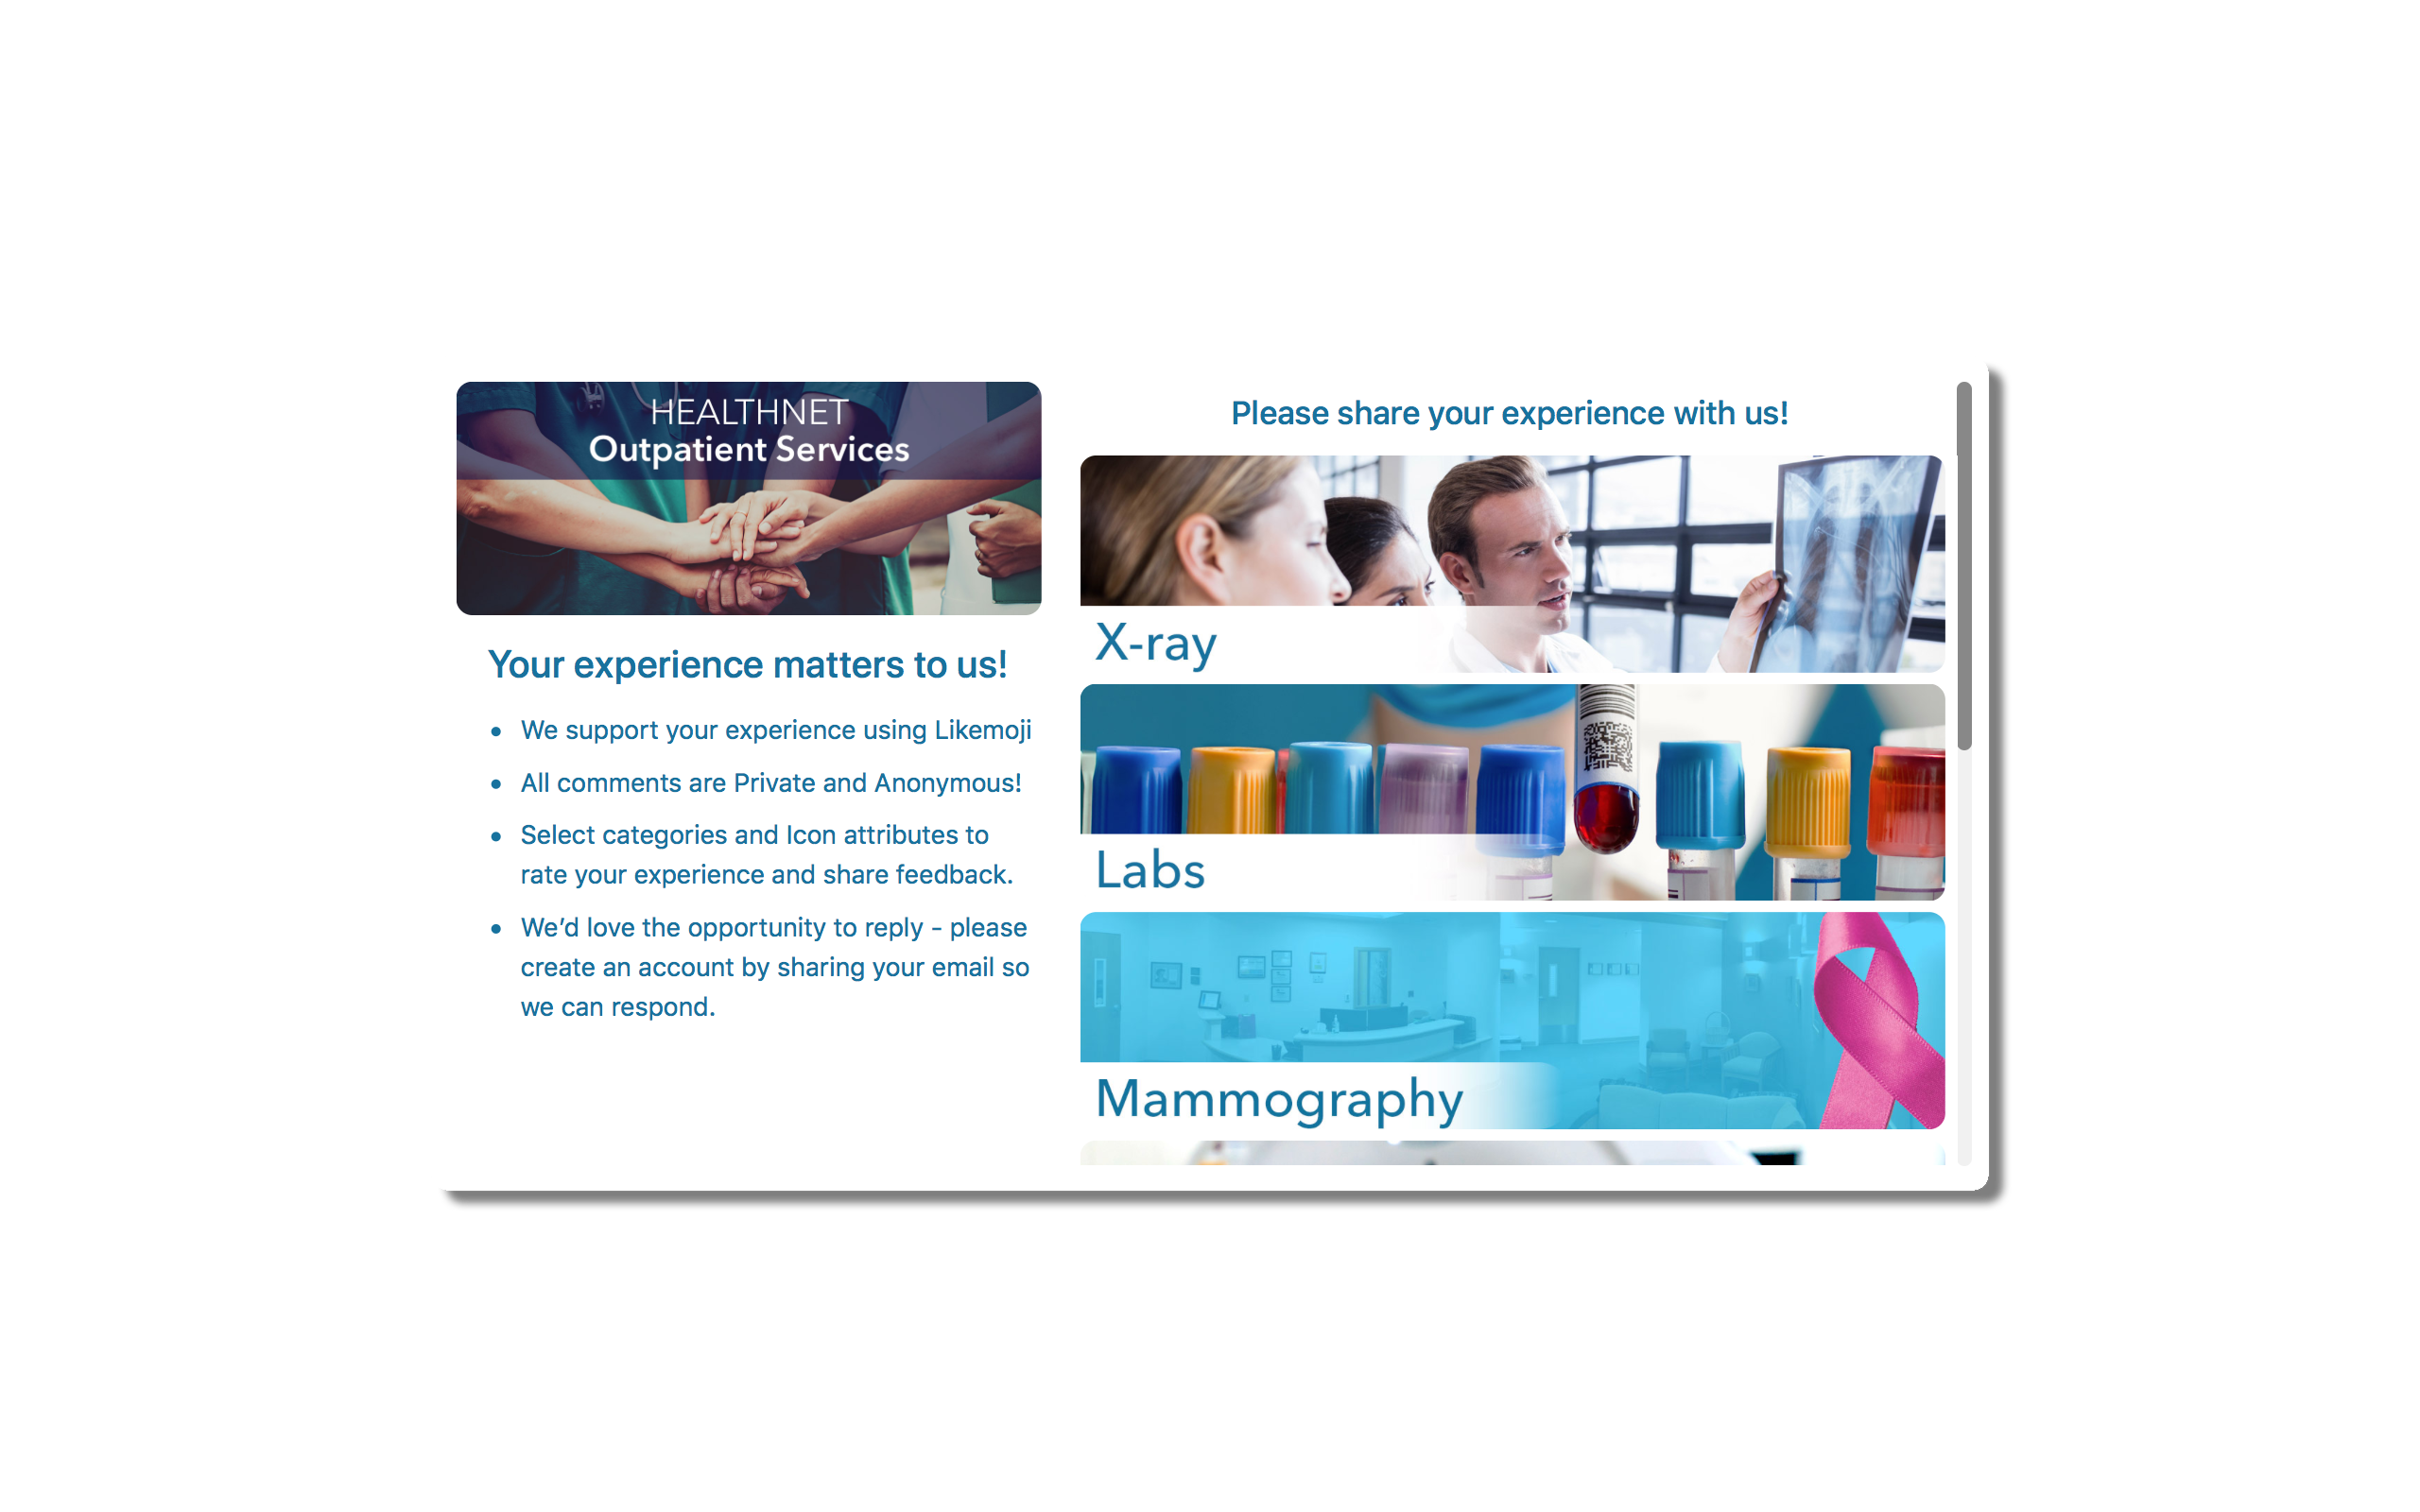 HEALTHNET
Outpatient Services
Your experience matters to us!
• We support your experience using Likemoji
• All comments are Private and Anonymous!
• Select categories and Icon attributes to
rate your experience and share feedback.
• We’d love the opportunity to reply - please
create an account by sharing your email so
we can respond.
Please share your experience with us!
X-ray
Labs
Mammography